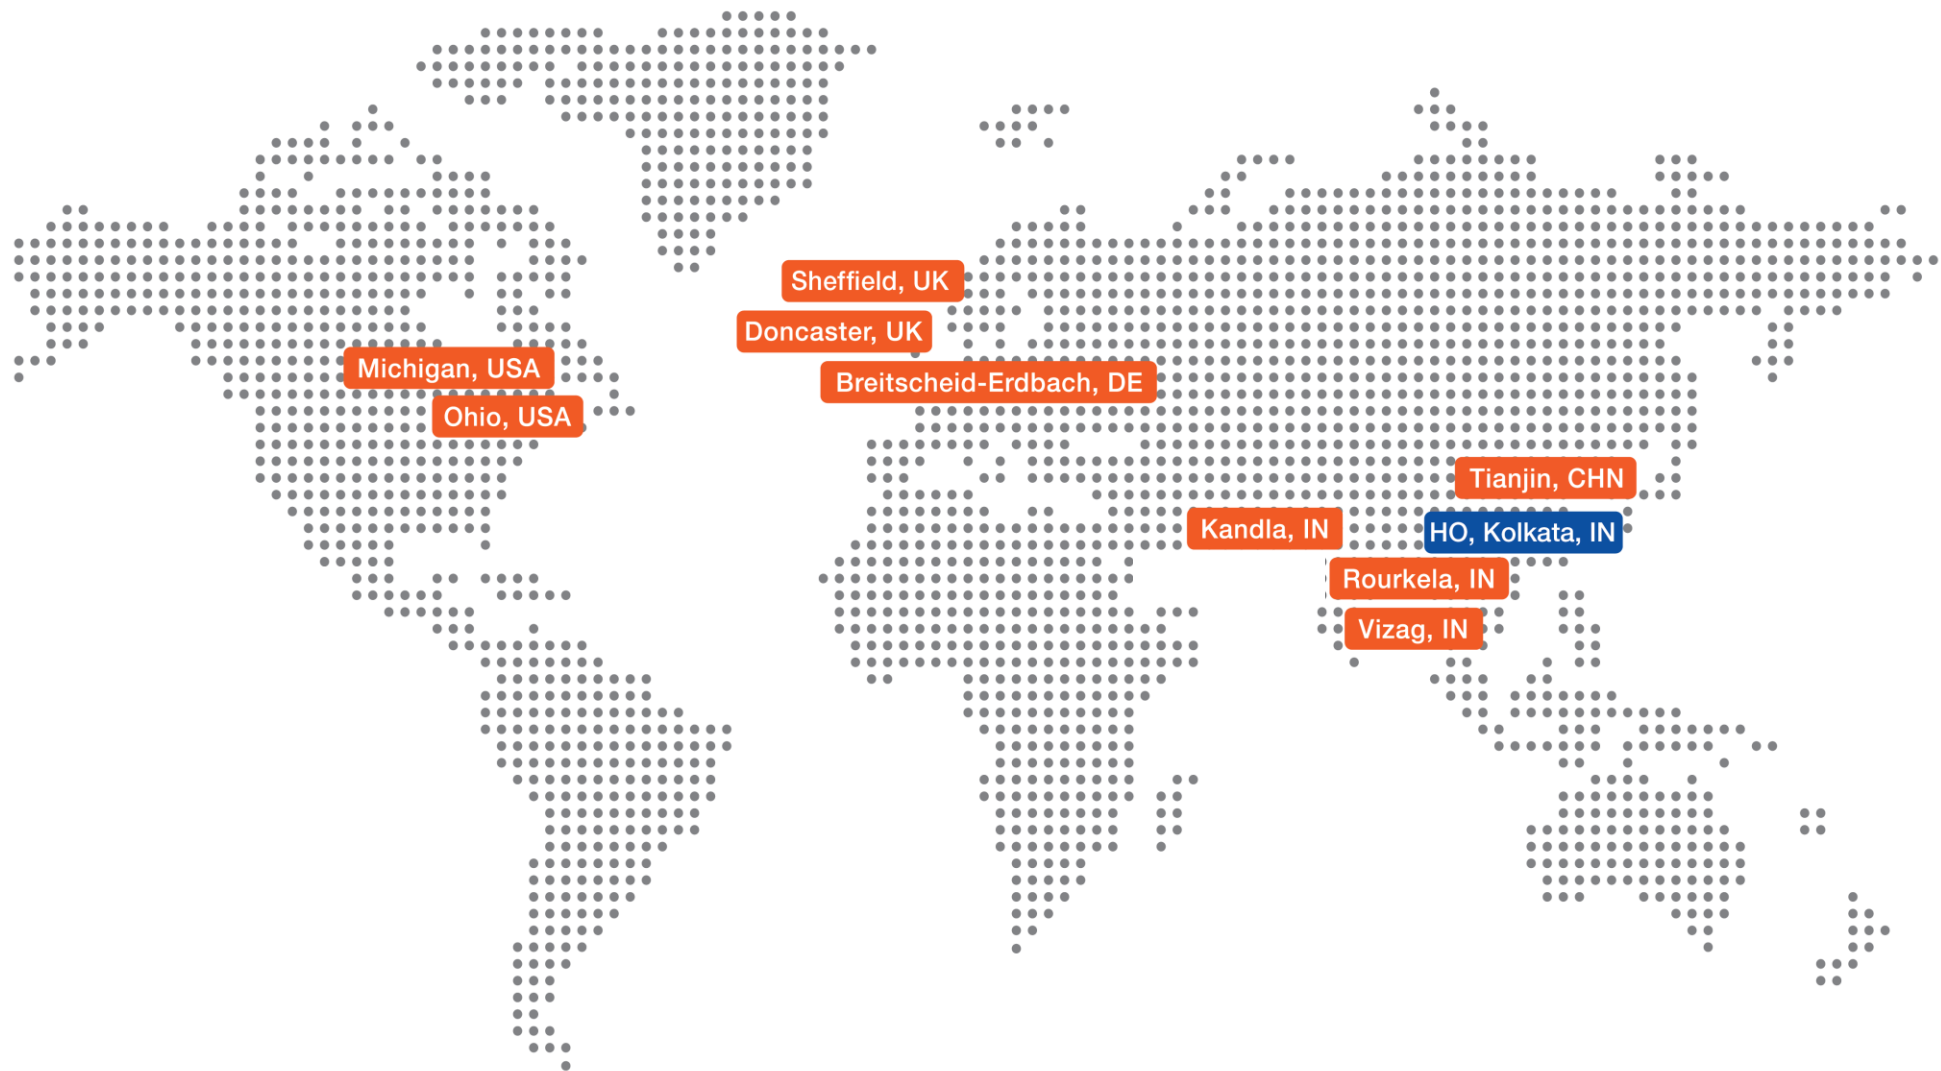 Sheffield, UK
Doncaster, UK
Michigan, USA
Breitscheid-Erdbach, DE
Ohio, USA
Tianjin, CHN
Kandla, IN
HO, Kolkata, IN
Rourkela, IN
Vizag, IN